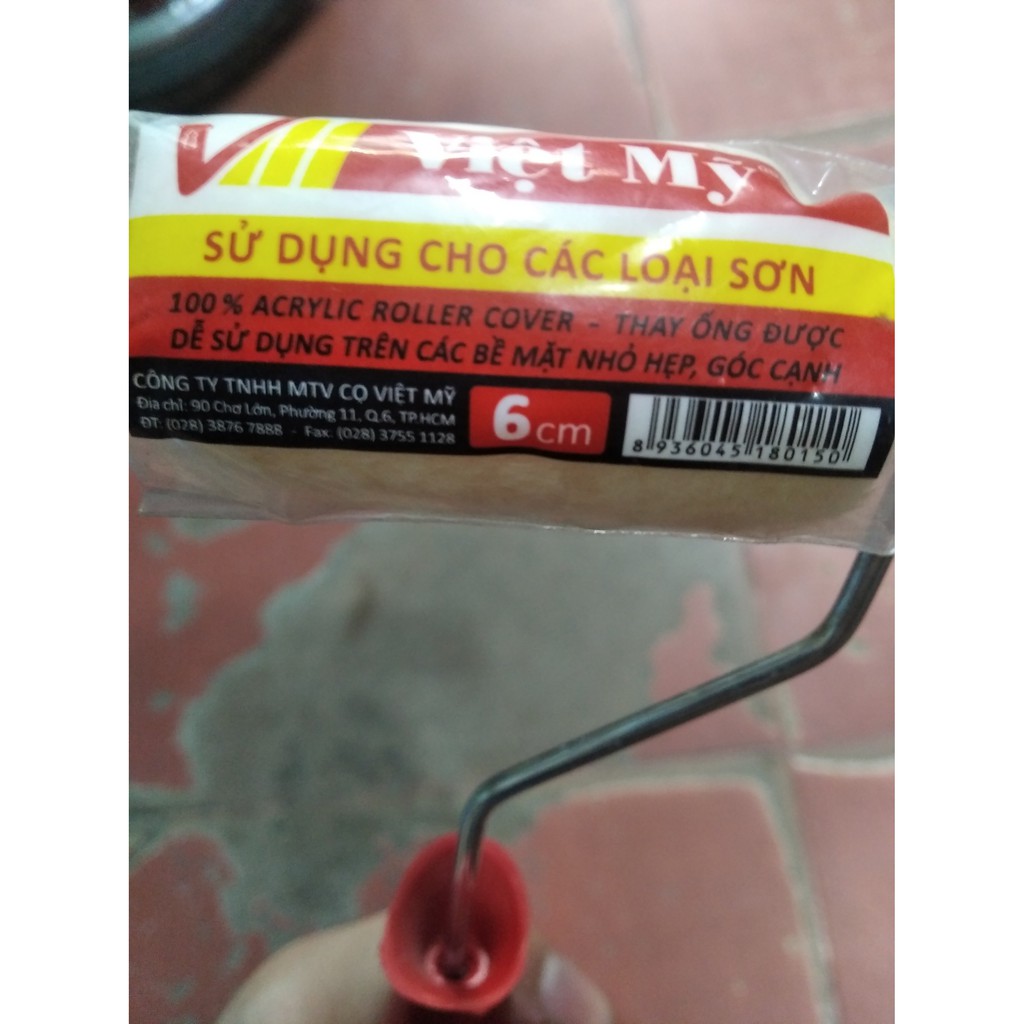 Việt Mỹ
SỬ DỤNG CHO CÁC LOẠI SƠN
100% ACRYLIC ROLLER COVER - THAY ỐNG ĐƯỢC
DỄ SỬ DỤNG TRÊN CÁC BỀ MẶT NHỎ HẸP, GÓC CẠNH
CÔNG TY TNHH MTV CỌ VIỆT MỸ
Địa chỉ: 90 Chợ Lớn, Phường 11, Q.6, TP.HCM
ĐT: (028) 3876 7888 - Fax: (028) 3755 1128
6 cm
8 936045 180150